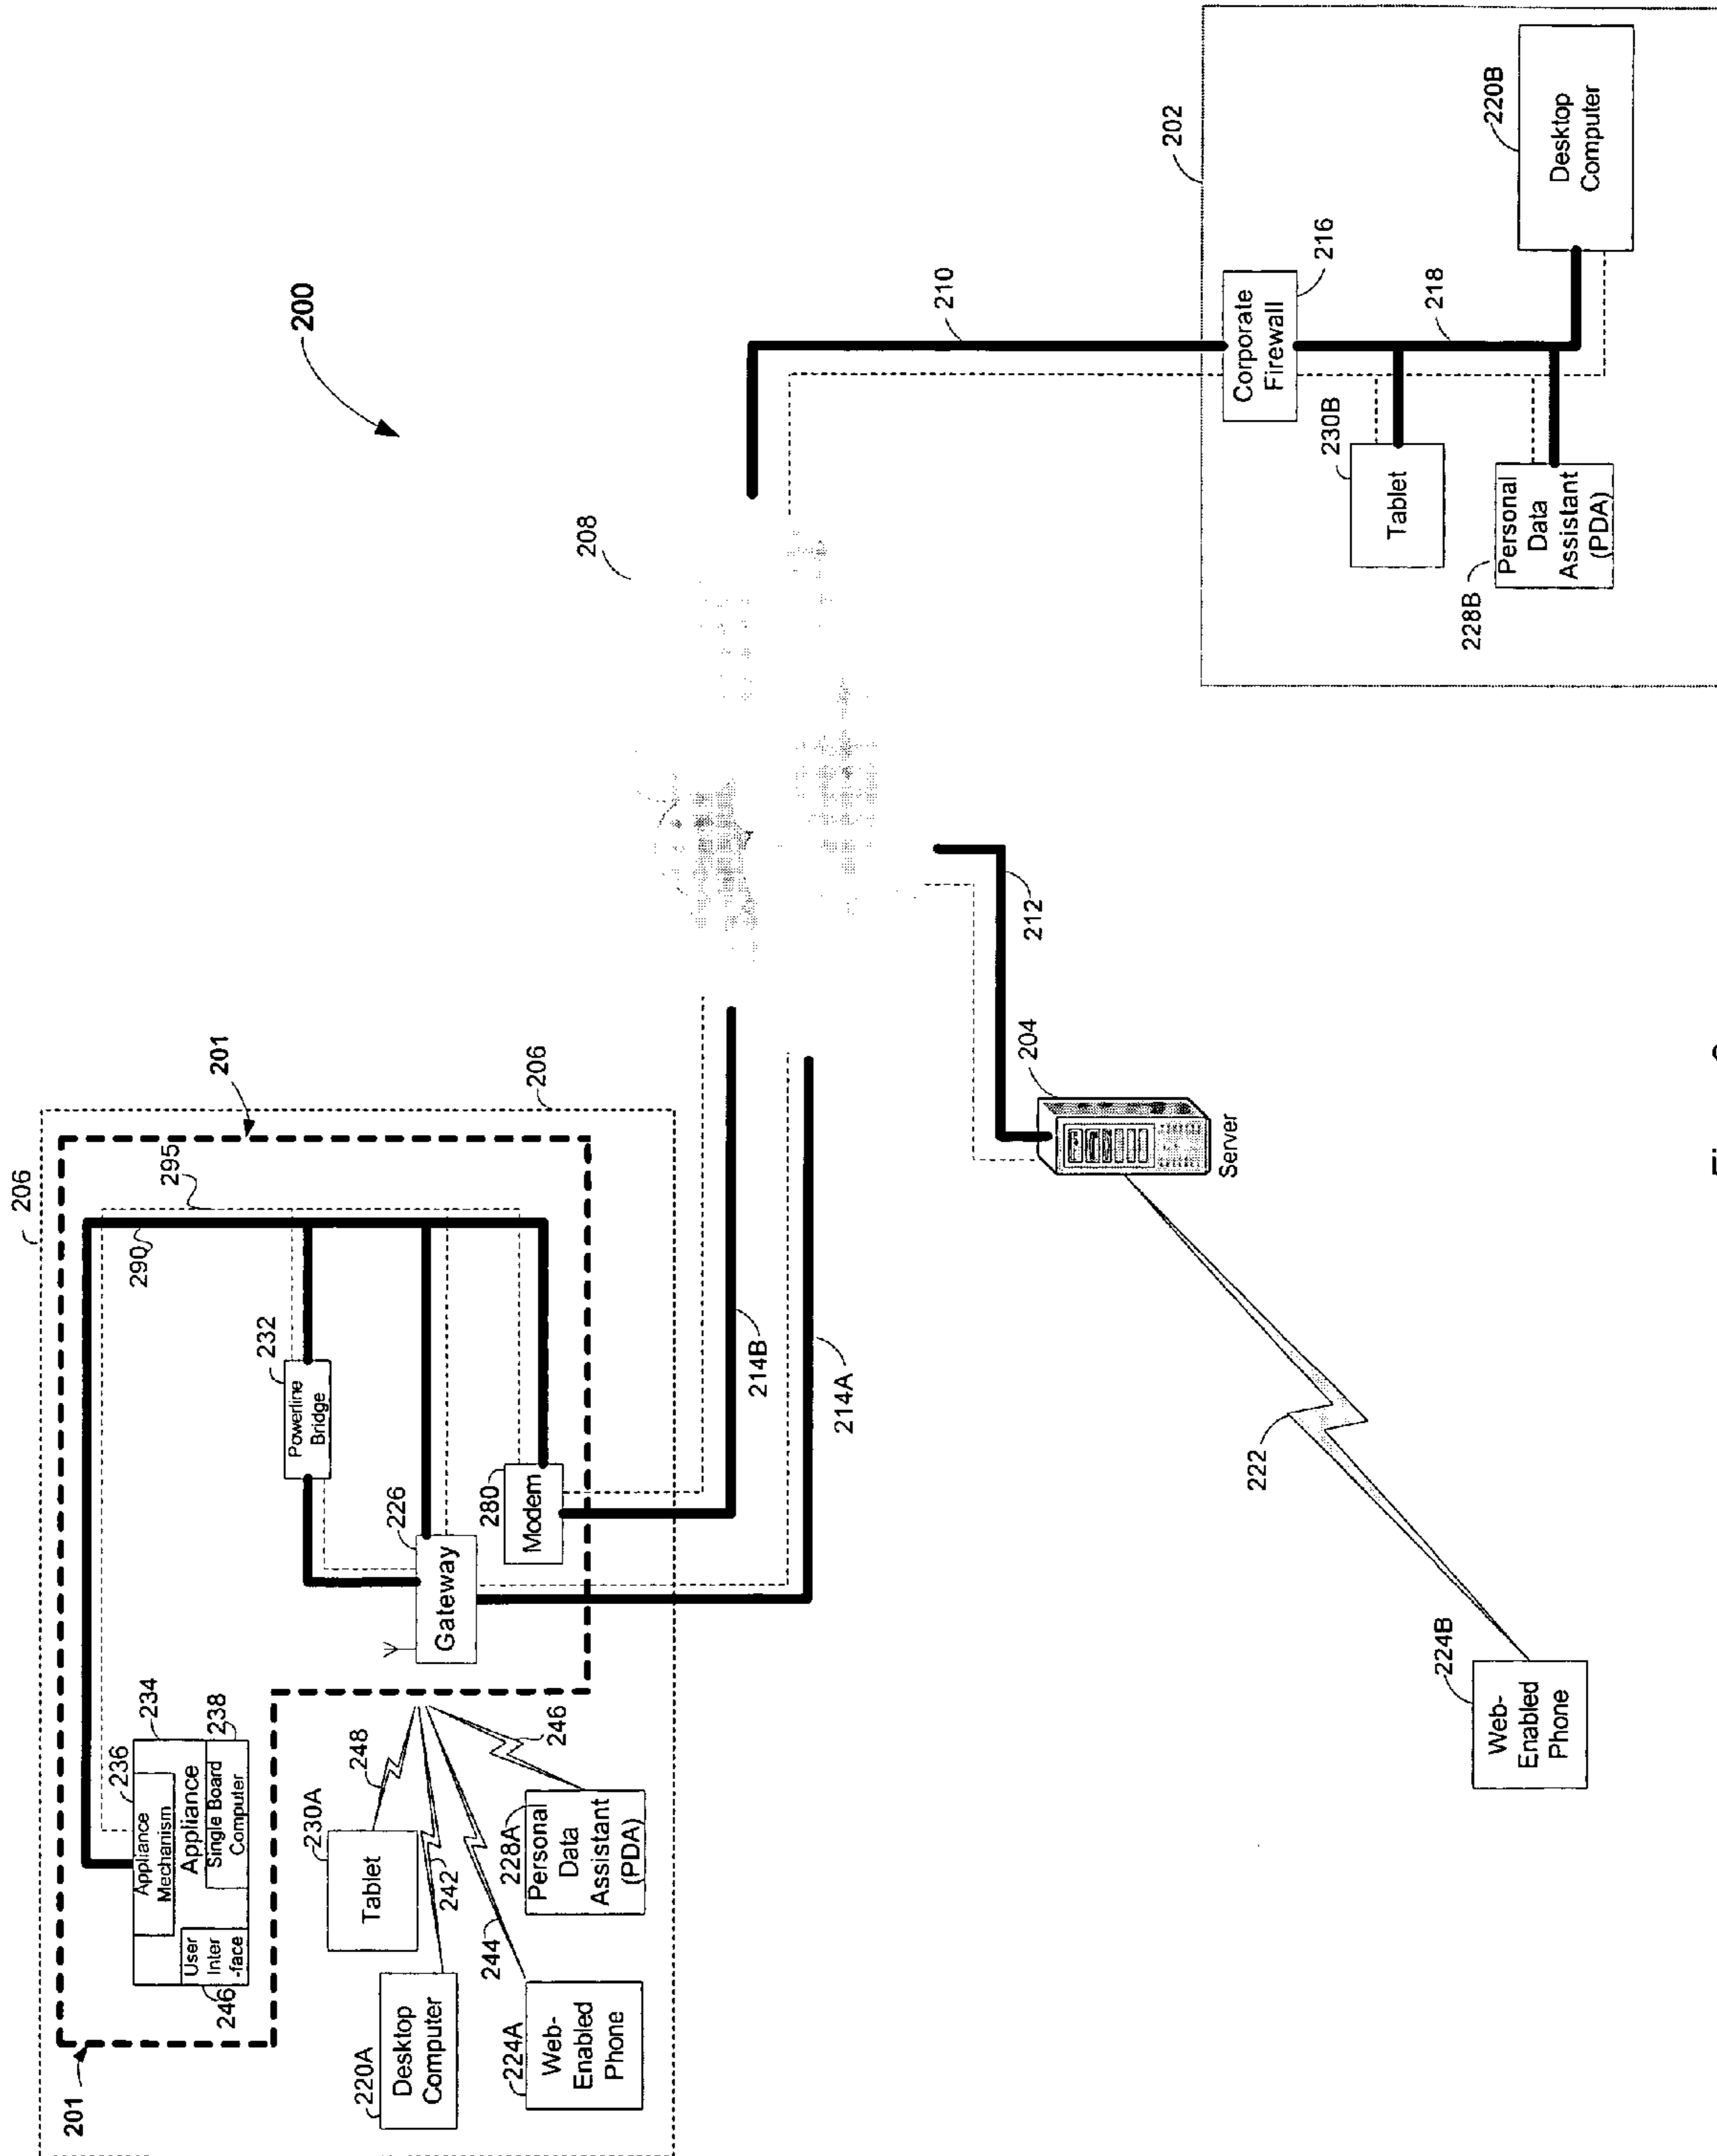 200
206
206
201
201
295
290
236
234
238
Appliance
Mechanism
Appliance
Single Board
Computer
User
Inter
-face
246
232
Powerline
Bridge
226
Gateway
280
Modem
230A
Tablet
248
220A
Desktop
Computer
242
224A
Web-
Enabled
Phone
244
228A
Personal
Data
Assistant
(PDA)
246
214B
214A
208
212
204
Server
222
224B
Web-
Enabled
Phone
210
202
216
Corporate
Firewall
218
230B
Tablet
228B
Personal
Data
Assistant
(PDA)
220B
Desktop
Computer